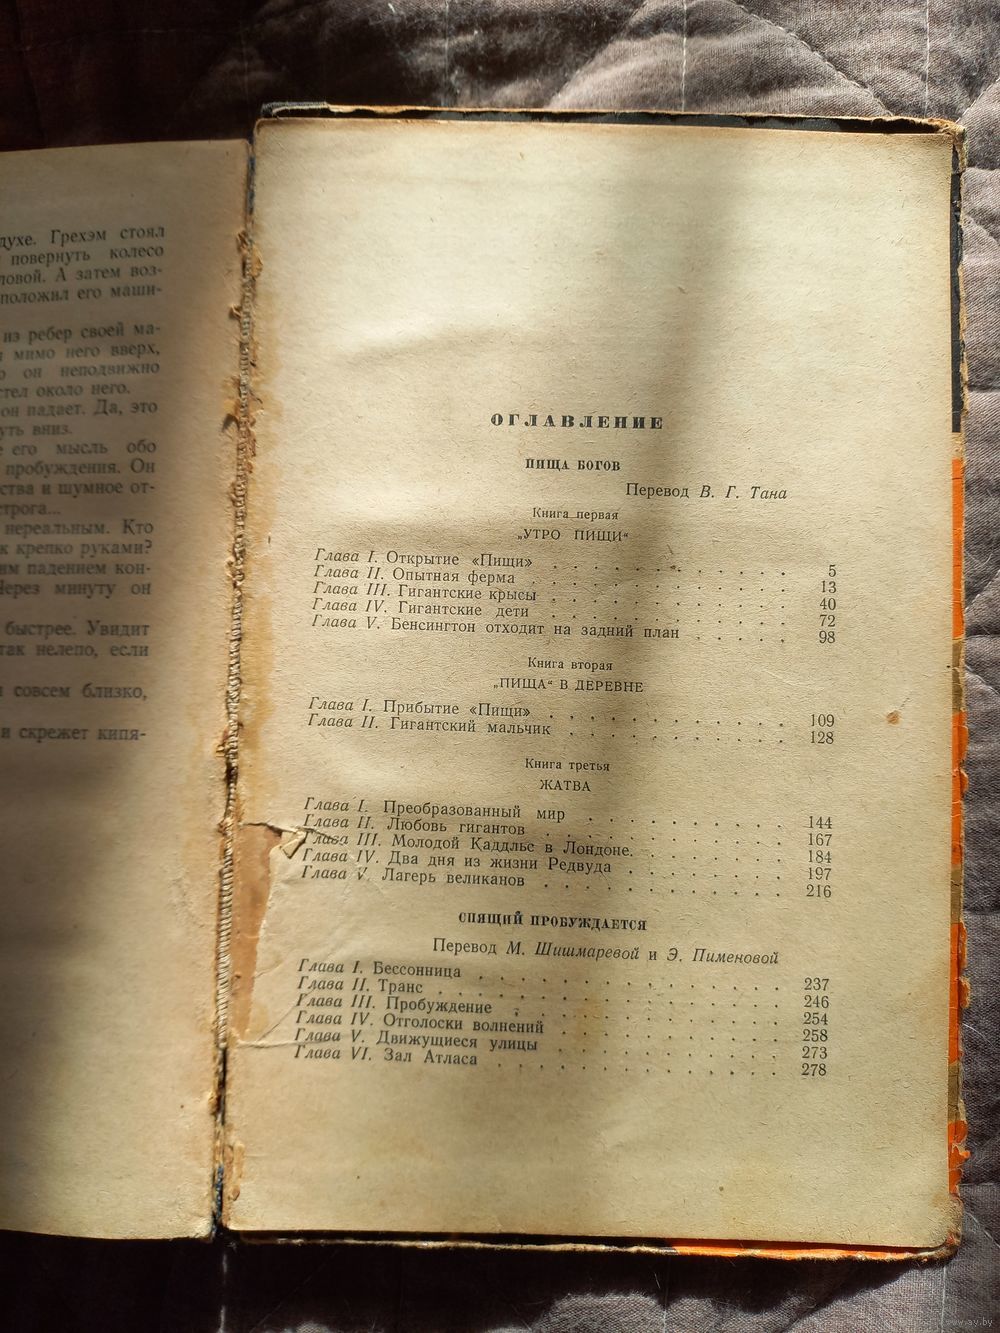 духе. Грехэм стоял
повернуть колесо
ловой. А затем воз-
положил его маши-
из ребер своей ма-
мимо него вверх,
он неподвижно
стел около него.
он падает. Да, это
уть вниз.
его мысль обо
пробуждения. Он
ства и шумное от-
строга...
нереальным. Кто
к крепко руками?
им падением кон-
Через минуту он
быстрее. Увидит
так нелепо, если
совсем близко,
и скрежет кипя-
ОГЛАВЛЕНИЕ
ПИЩА БОГОВ
Перевод В. Г. Тана
Книга первая
„УТРО ПИЩИ“
Глава I. Открытие «Пищи» . . . . . . . . . . . 5
Глава II. Опытная ферма . . . . . . . . . . . 13
Глава III. Гигантские крысы . . . . . . . . . . 40
Глава IV. Гигантские дети . . . . . . . . . . 72
Глава V. Бенсингтон отходит на задний план . . . . . 98
Книга вторая
„ПИЩА“ В ДЕРЕВНЕ
Глава I. Прибытие «Пищи» . . . . . . . . . . . 109
Глава II. Гигантский мальчик . . . . . . . . . . 128
Книга третья
ЖАТВА
Глава I. Преобразованный мир . . . . . . . . . 144
Глава II. Любовь гигантов . . . . . . . . . . . 167
Глава III. Молодой Каддльс в Лондоне. . . . . . . . 184
Глава IV. Два дня из жизни Редвуда . . . . . . . . 197
Глава V. Лагерь великанов . . . . . . . . . . . 216
СПЯЩИЙ ПРОБУЖДАЕТСЯ
Перевод М. Шишмаревой и Э. Пименовой
Глава I. Бессонница . . . . . . . . . . . . . 237
Глава II. Транс . . . . . . . . . . . . . . 246
Глава III. Пробуждение . . . . . . . . . . . . 254
Глава IV. Отголоски волнений . . . . . . . . . . 258
Глава V. Движущиеся улицы . . . . . . . . . . 273
Глава VI. Зал Атласа . . . . . . . . . . . . 278
www.ay.by